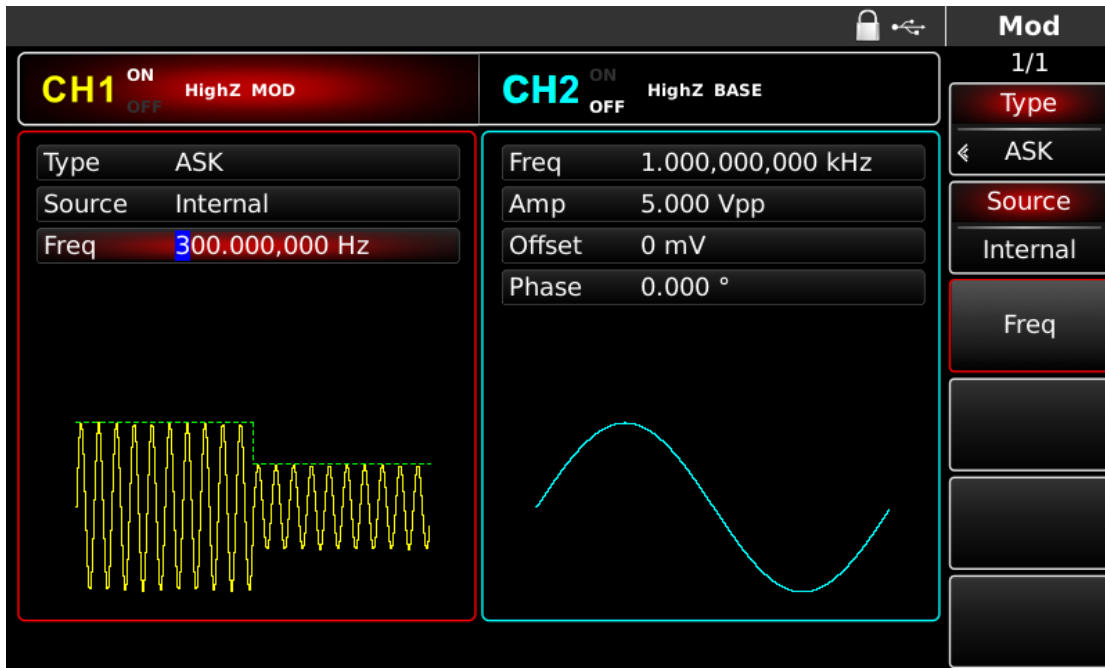 Mod
1/1
CH1 ON OFF HighZ MOD
CH2 ON OFF HighZ BASE
Type ASK
Source Internal
Freq 300.000,000 Hz
Freq 1.000,000,000 kHz
Amp 5.000 Vpp
Offset 0 mV
Phase 0.000 °
Type
ASK
Source
Internal
Freq